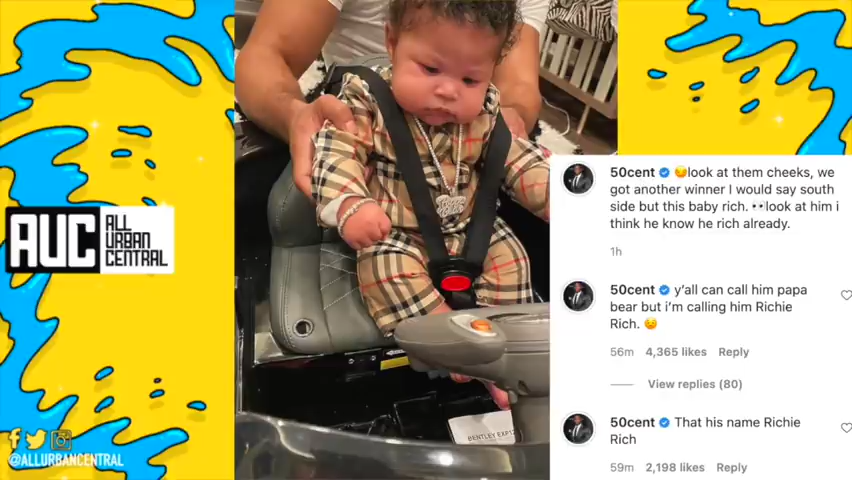 AUC ALL
URBAN
CENTRAL
@ALLURBANCENTRAL
BENTLEY EXP12
50cent 😏look at them cheeks, we
got another winner I would say south
side but this baby rich. 👀look at him i
think he know he rich already.
1h
50cent y'all can call him papa
bear but i'm calling him Richie
Rich. 😏
56m 4,365 likes Reply
View replies (80)
50cent That his name Richie
Rich
59m 2,198 likes Reply